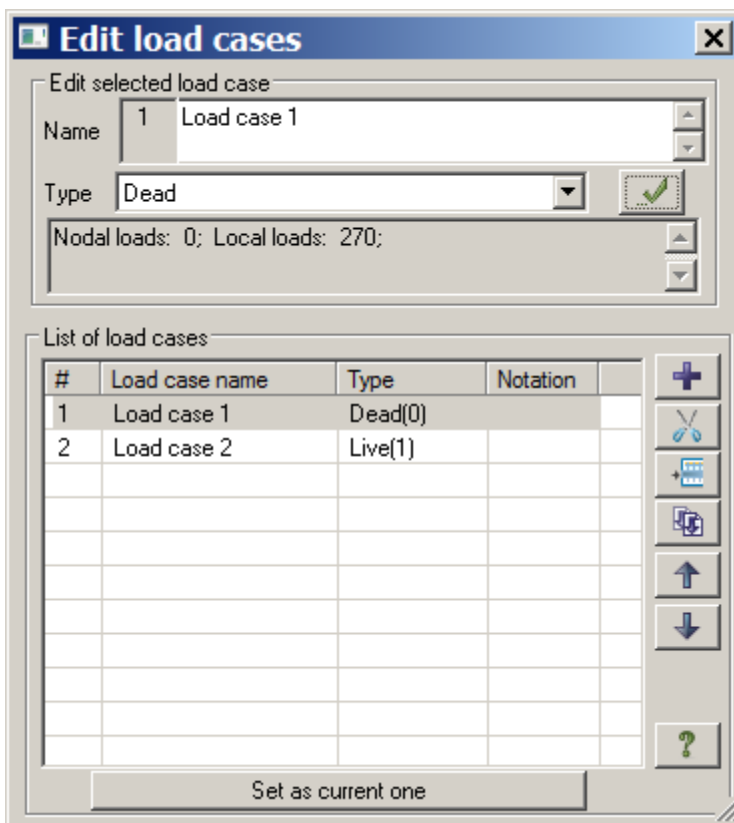 Edit load cases
Edit selected load case
Name 1 Load case 1
Type Dead
Nodal loads: 0; Local loads: 270;
List of load cases
# Load case name Type Notation
1 Load case 1 Dead(0)
2 Load case 2 Live(1)
Set as current one